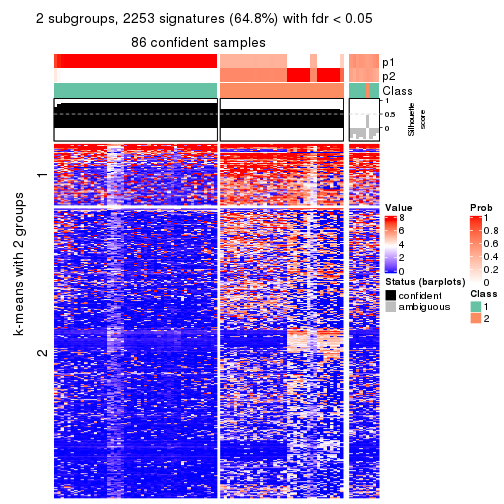 2 subgroups, 2253 signatures (64.8%) with fdr < 0.05
86 confident samples
p1
p2
Class
1
0.5
0
Silhouette
score
k-means with 2 groups
1
2
Value
8
6
4
2
0
Status (barplots)
confident
ambiguous
Prob
1
0.8
0.6
0.4
0.2
0
Class
1
2